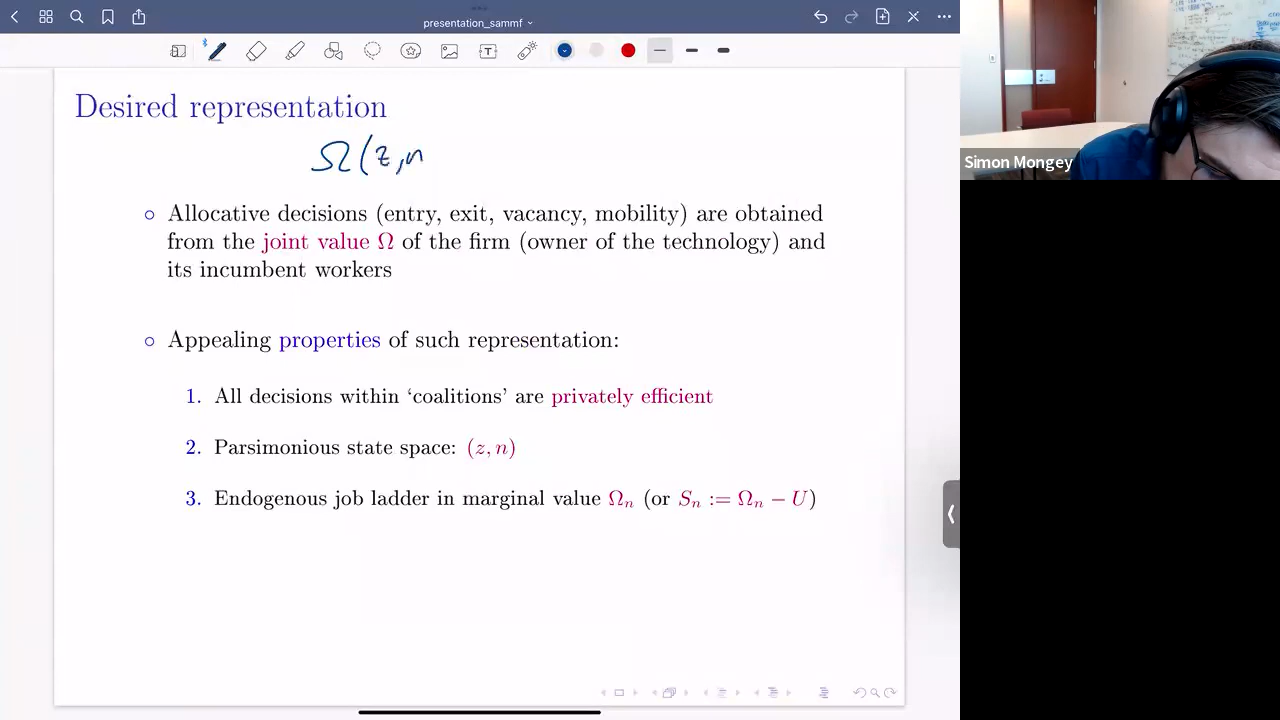 presentation_sammf
Desired representation
Ω(z,n
Allocative decisions (entry, exit, vacancy, mobility) are obtained
from the joint value Ω of the firm (owner of the technology) and
its incumbent workers
Appealing properties of such representation:
1. All decisions within ‘coalitions’ are privately efficient
2. Parsimonious state space: (z, n)
3. Endogenous job ladder in marginal value Ωₙ (or Sₙ := Ωₙ − U)
Simon Mongey